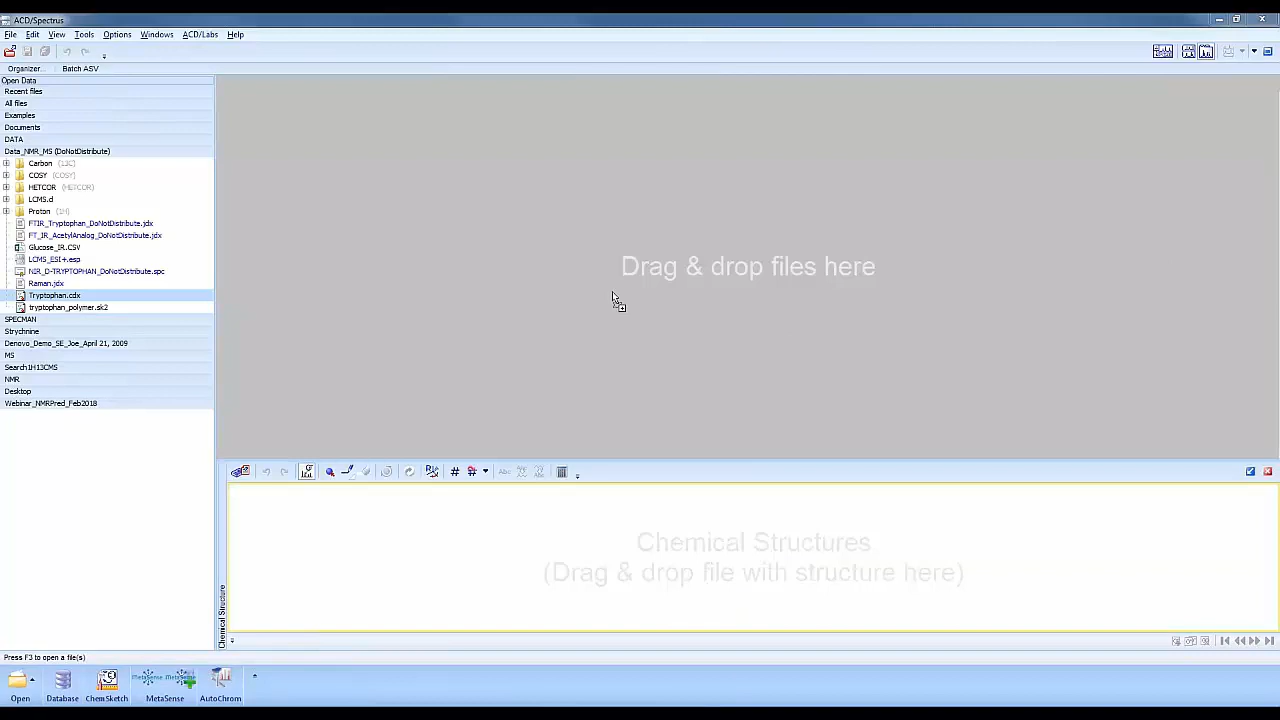 ACD/Spectrus
File Edit View Tools Options Windows ACD/Labs Help
Organizer... Batch ASV
Open Data
Recent files
All files
Examples
Documents
DATA
Data_NMR_MS (DoNotDistribute)
Carbon (13C)
COSY (COSY)
HETCOR (HETCOR)
LCMS.d
Proton (1H)
FTIR_Tryptophan_DoNotDistribute.jdx
FT_IR_AcetylAnalog_DoNotDistribute.jdx
Glucose_IR.CSV
LCMS_ESI+.esp
NIR_D-TRYPTOPHAN_DoNotDistribute.spc
Raman.jdx
Tryptophan.cdx
tryptophan_polymer.sk2
SPECMAN
Strychnine
Denovo_Demo_SE_Joe_April 21, 2009
MS
Search1H13CMS
NMR
Desktop
Webinar_NMRPred_Feb2018
Drag & drop files here
Chemical Structures
(Drag & drop file with structure here)
Chemical Structure
Press F3 to open a file(s)
Open Database ChemSketch MetaSense AutoChrom